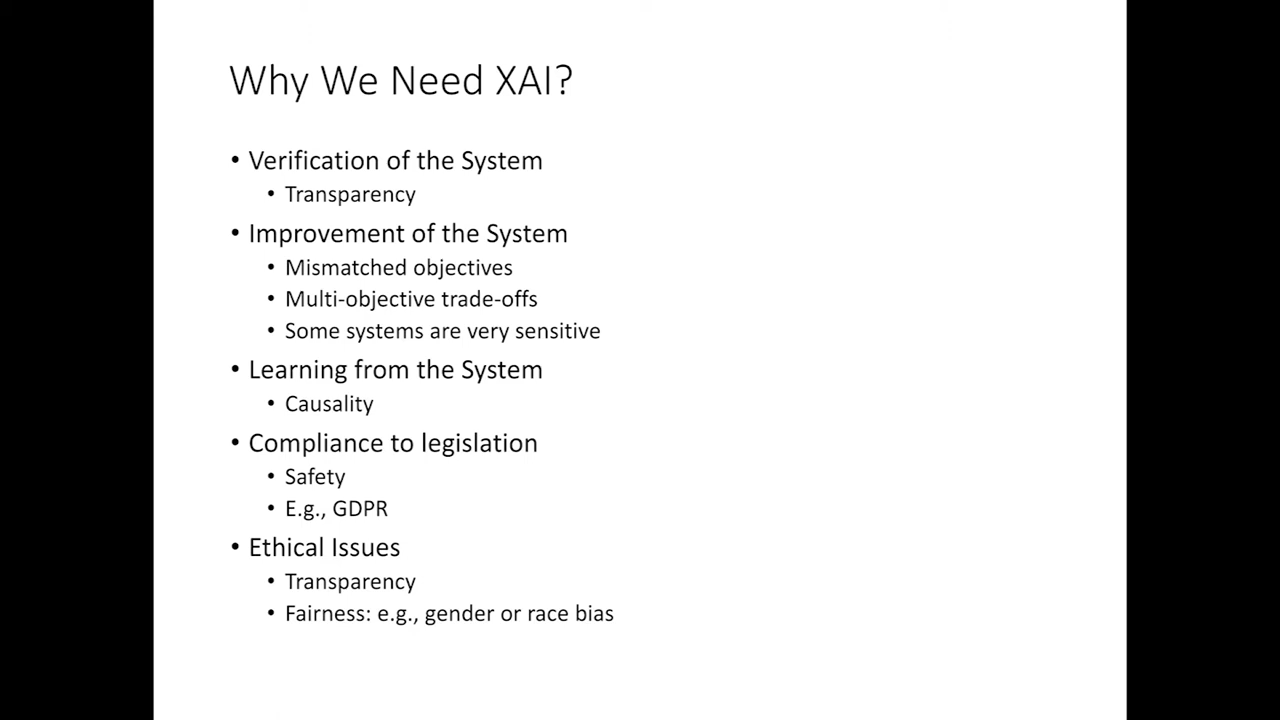 Why We Need XAI?
• Verification of the System
• Transparency
• Improvement of the System
• Mismatched objectives
• Multi-objective trade-offs
• Some systems are very sensitive
• Learning from the System
• Causality
• Compliance to legislation
• Safety
• E.g., GDPR
• Ethical Issues
• Transparency
• Fairness: e.g., gender or race bias